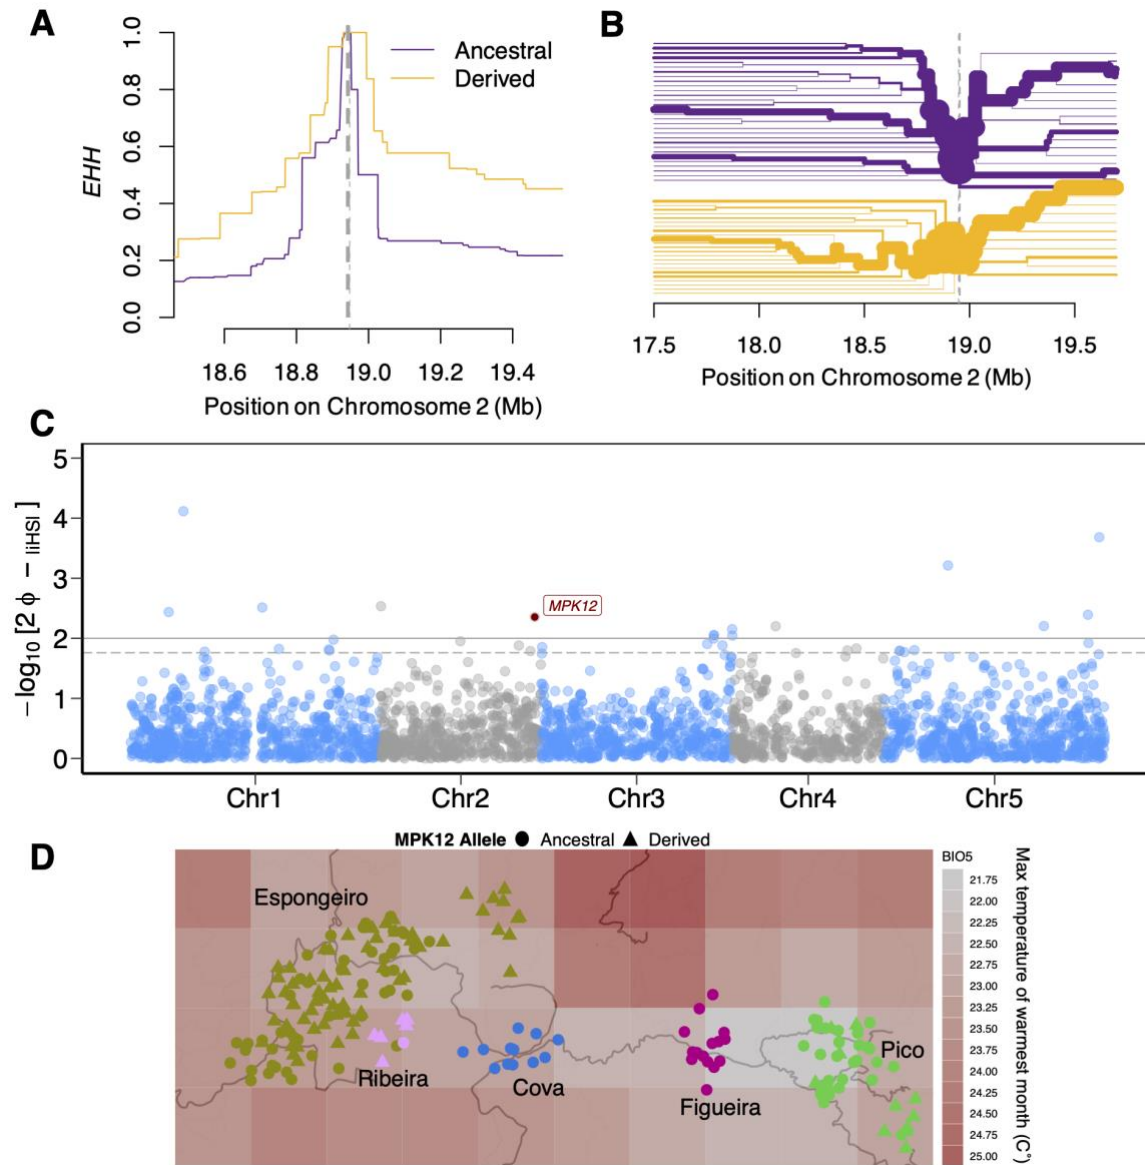 A
1.0
0.8
0.6
0.4
0.2
0.0
EHH
Ancestral
Derived
18.6 18.8 19.0 19.2 19.4
Position on Chromosome 2 (Mb)
B
17.5 18.0 18.5 19.0 19.5
Position on Chromosome 2 (Mb)
C
5
4
3
2
1
0
−log10 [2 ϕ − |iHS|]
MPK12
Chr1 Chr2 Chr3 Chr4 Chr5
D
MPK12 Allele Ancestral Derived
Espongeiro
Ribeira
Cova
Figueira
Pico
BIO5
21.75
22.00
22.25
22.50
22.75
23.00
23.25
23.50
23.75
24.00
24.25
24.50
24.75
25.00
Max temperature of warmest month (C°)